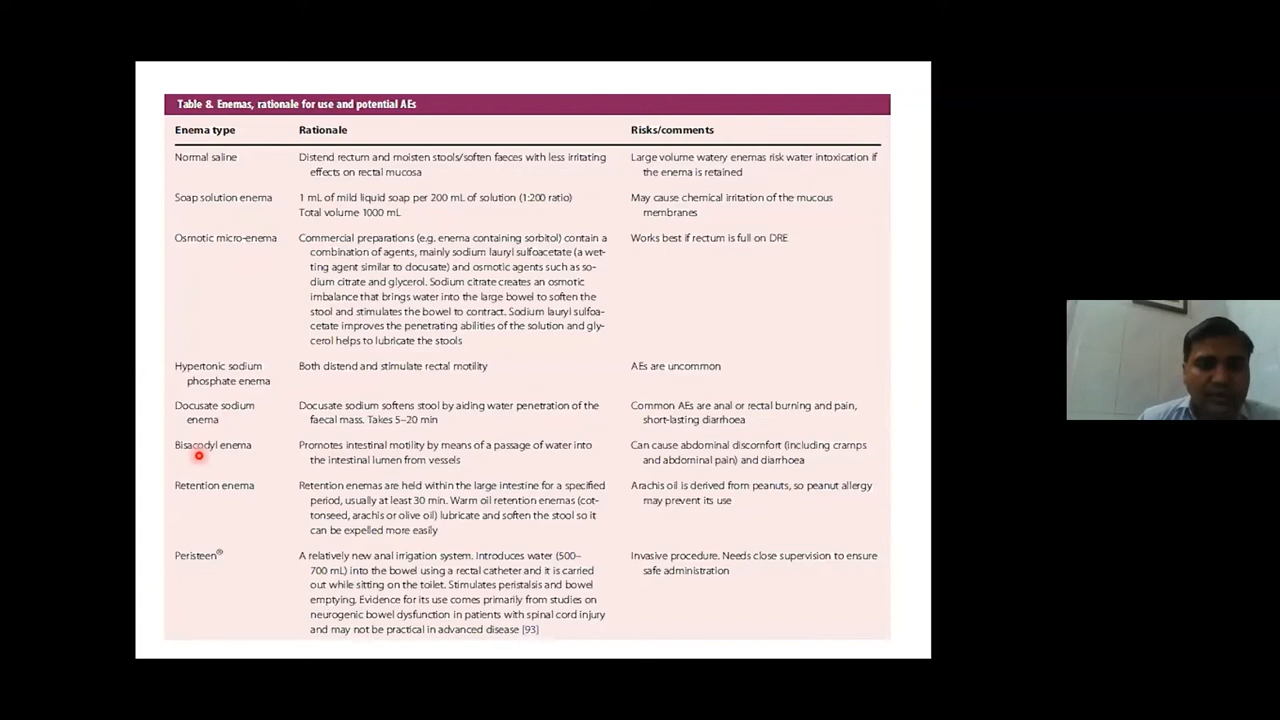 Table 8. Enemas, rationale for use and potential AEs
Enema type Rationale Risks/comments
Normal saline Distend rectum and moisten stools/soften faeces with less irritating Large volume watery enemas risk water intoxication if
effects on rectal mucosa the enema is retained
Soap solution enema 1 mL of mild liquid soap per 200 mL of solution (1:200 ratio) May cause chemical irritation of the mucous
Total volume 1000 mL membranes
Osmotic micro-enema Commercial preparations (e.g. enema containing sorbitol) contain a Works best if rectum is full on DRE
combination of agents, mainly sodium lauryl sulfoacetate (a wet-
ting agent similar to docusate) and osmotic agents such as so-
dium citrate and glycerol. Sodium citrate creates an osmotic
imbalance that brings water into the large bowel to soften the
stool and stimulates the bowel to contract. Sodium lauryl sulfoa-
cetate improves the penetrating abilities of the solution and gly-
cerol helps to lubricate the stools
Hypertonic sodium Both distend and stimulate rectal motility AEs are uncommon
phosphate enema
Docusate sodium Docusate sodium softens stool by aiding water penetration of the Common AEs are anal or rectal burning and pain,
enema faecal mass. Takes 5–20 min short-lasting diarrhoea
Bisacodyl enema Promotes intestinal motility by means of a passage of water into Can cause abdominal discomfort (including cramps
the intestinal lumen from vessels and abdominal pain) and diarrhoea
Retention enema Retention enemas are held within the large intestine for a specified Arachis oil is derived from peanuts, so peanut allergy
period, usually at least 30 min. Warm oil retention enemas (cot- may prevent its use
tonseed, arachis or olive oil) lubricate and soften the stool so it
can be expelled more easily
Peristeen® A relatively new anal irrigation system. Introduces water (500– Invasive procedure. Needs close supervision to ensure
700 mL) into the bowel using a rectal catheter and it is carried safe administration
out while sitting on the toilet. Stimulates peristalsis and bowel
emptying. Evidence for its use comes primarily from studies on
neurogenic bowel dysfunction in patients with spinal cord injury
and may not be practical in advanced disease [93]